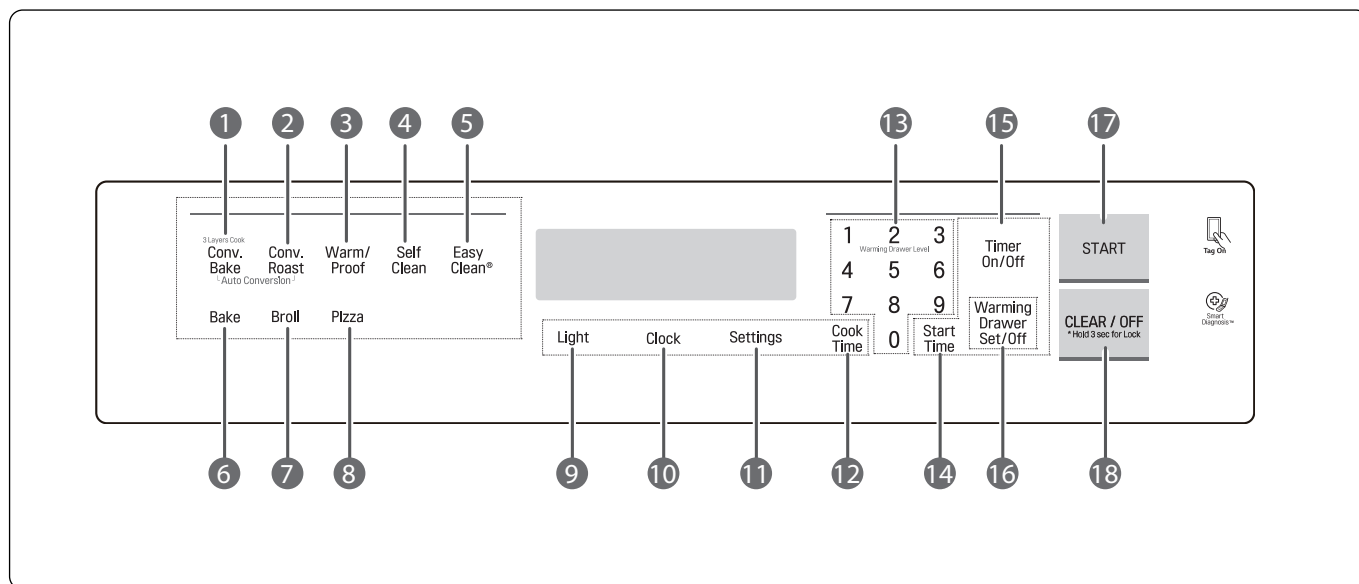 1 2 3 4 5 13 15 17
3 Layers Cook
Conv.
Bake
Conv.
Roast
Auto Conversion
Warm/
Proof
Self
Clean
Easy
Clean®
Bake
Broil
PIzza
Light
Clock
Settings
Cook
Time
1 2 3
Warming Drawer Level
4 5 6
7 8 9
0
Start
Time
Timer
On/Off
Warming
Drawer
Set/Off
START
CLEAR / OFF
* Hold 3 sec for Lock
Tag On
Smart
Diagnosis™
6 7 8 9 10 11 12 14 16 18